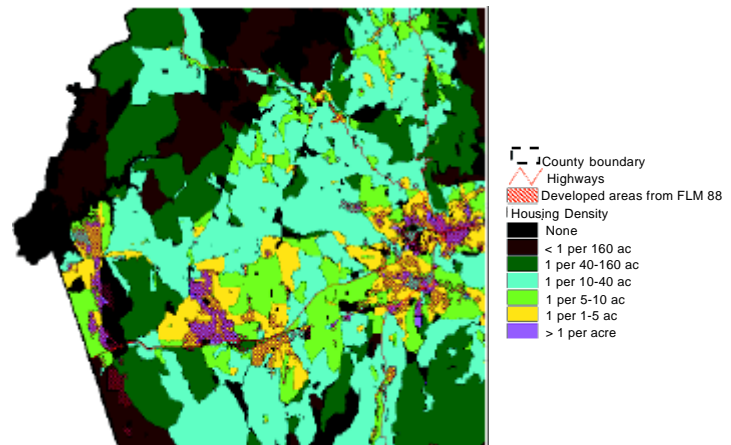 County boundary
Highways
Developed areas from FLM 88
Housing Density
None
< 1 per 160 ac
1 per 40-160 ac
1 per 10-40 ac
1 per 5-10 ac
1 per 1-5 ac
> 1 per acre